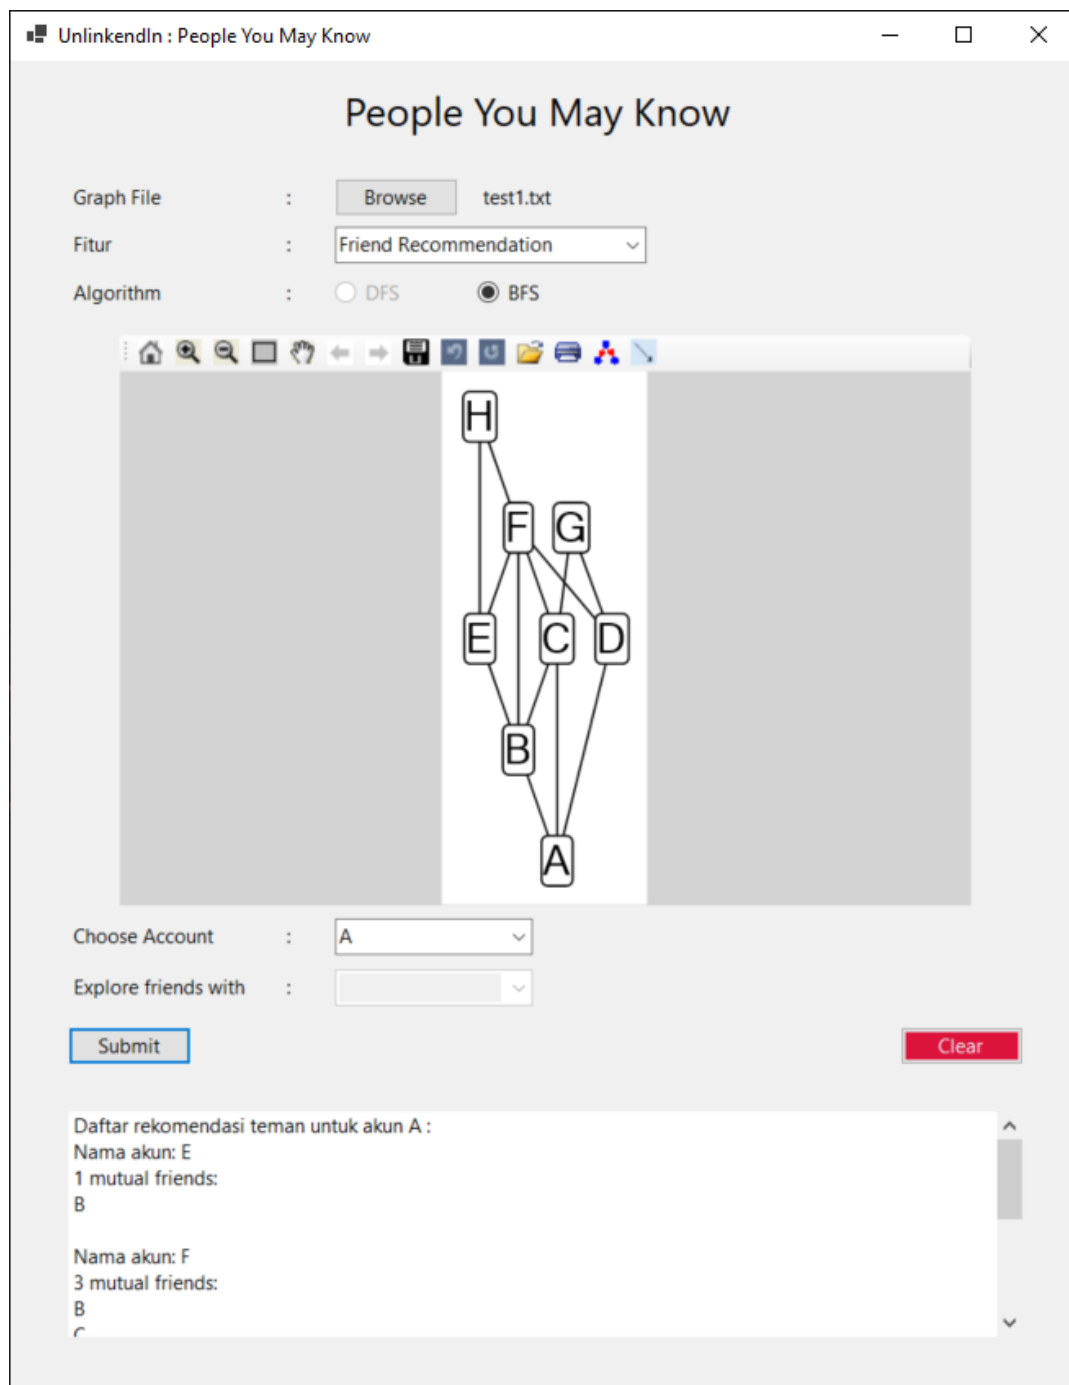 UnlinkendIn : People You May Know
People You May Know
Graph File : Browse test1.txt
Fitur : Friend Recommendation
Algorithm : DFS BFS
H
F G
E C D
B
A
Choose Account : A
Explore friends with :
Submit Clear
Daftar rekomendasi teman untuk akun A :
Nama akun: E
1 mutual friends:
B
Nama akun: F
3 mutual friends:
B
C